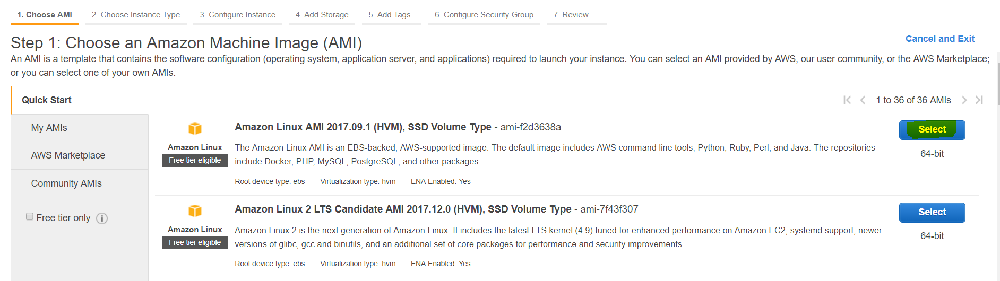 1. Choose AMI 2. Choose Instance Type 3. Configure Instance 4. Add Storage 5. Add Tags 6. Configure Security Group 7. Review
Step 1: Choose an Amazon Machine Image (AMI)
Cancel and Exit
An AMI is a template that contains the software configuration (operating system, application server, and applications) required to launch your instance. You can select an AMI provided by AWS, our user community, or the AWS Marketplace;
or you can select one of your own AMIs.
Quick Start
1 to 36 of 36 AMIs
My AMIs
AWS Marketplace
Community AMIs
Free tier only
Amazon Linux
Free tier eligible
Amazon Linux AMI 2017.09.1 (HVM), SSD Volume Type - ami-f2d3638a
The Amazon Linux AMI is an EBS-backed, AWS-supported image. The default image includes AWS command line tools, Python, Ruby, Perl, and Java. The repositories
include Docker, PHP, MySQL, PostgreSQL, and other packages.
Root device type: ebs Virtualization type: hvm ENA Enabled: Yes
Select
64-bit
Amazon Linux
Free tier eligible
Amazon Linux 2 LTS Candidate AMI 2017.12.0 (HVM), SSD Volume Type - ami-7f43f307
Amazon Linux 2 is the next generation of Amazon Linux. It includes the latest LTS kernel (4.9) tuned for enhanced performance on Amazon EC2, systemd support, newer
versions of glibc, gcc and binutils, and an additional set of core packages for performance and security improvements.
Root device type: ebs Virtualization type: hvm ENA Enabled: Yes
Select
64-bit